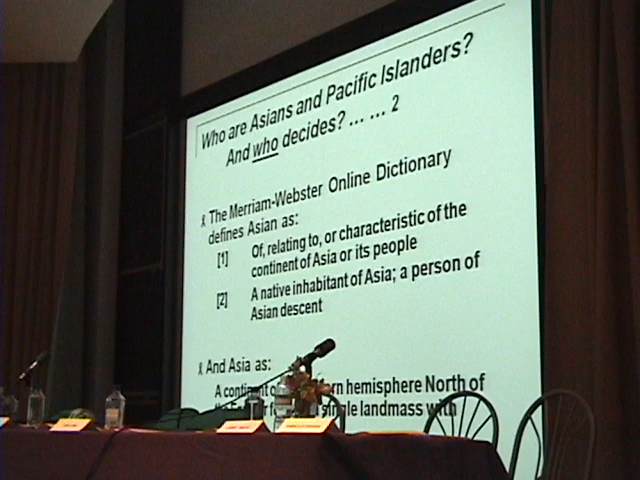 Who are Asians and Pacific Islanders?
And who decides? ... ... 2
The Merriam-Webster Online Dictionary
defines Asian as:
[1] Of, relating to, or characteristic of the
continent of Asia or its people
[2] A native inhabitant of Asia; a person of
Asian descent
And Asia as:
A hemisphere North of
single landmass with